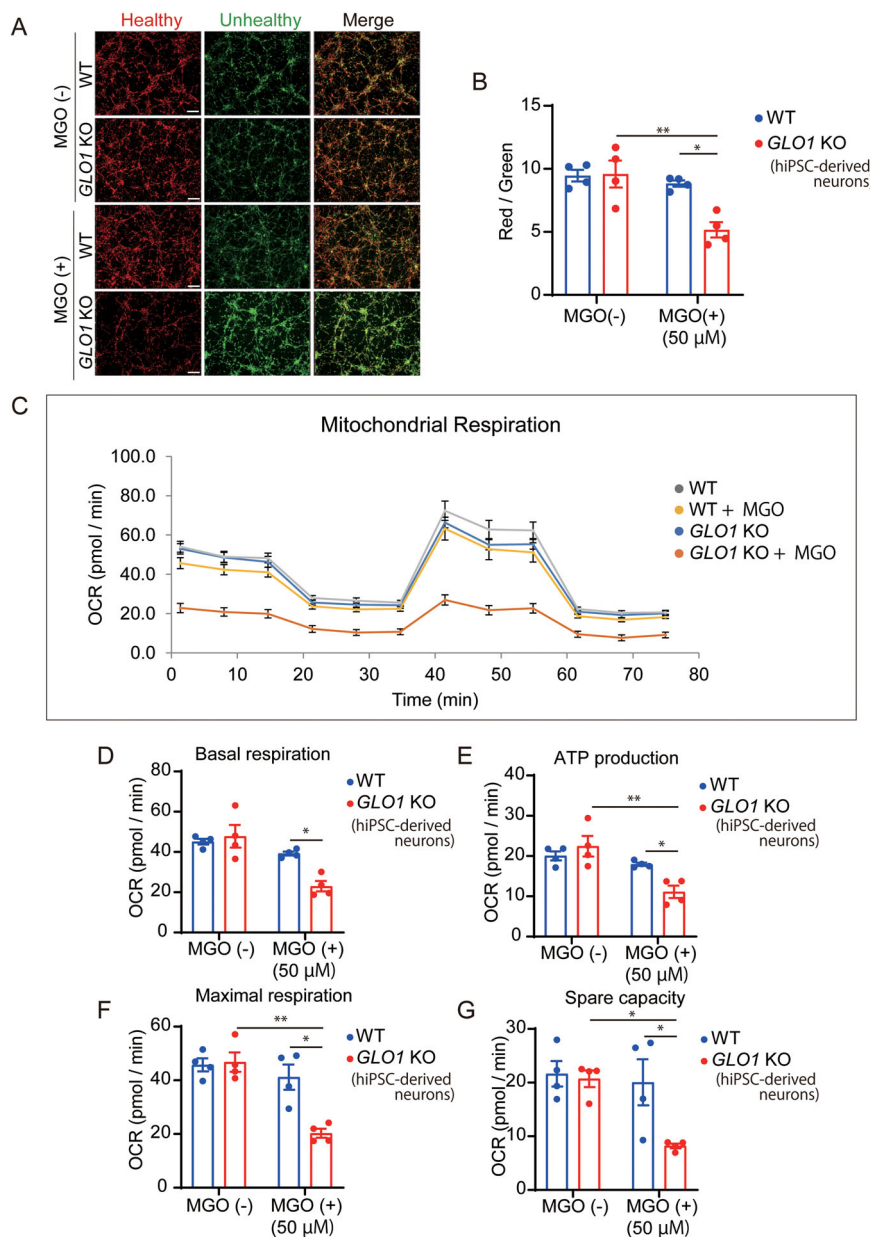 A
Healthy
Unhealthy
Merge
MGO (-)
WT
GLO1 KO
MGO (+)
WT
GLO1 KO
B
Red / Green
15
10
5
0
**
*
WT
GLO1 KO
(hiPSC-derived
neurons)
MGO(-)
MGO(+)
(50 μM)
C
Mitochondrial Respiration
OCR (pmol / min)
100.0
80.0
60.0
40.0
20.0
0.0
0 10 20 30 40 50 60 70 80
Time (min)
WT
WT + MGO
GLO1 KO
GLO1 KO + MGO
D
Basal respiration
OCR (pmol / min)
80
60
40
20
0
*
WT
GLO1 KO
(hiPSC-derived
neurons)
MGO (-)
MGO (+)
(50 μM)
E
ATP production
OCR (pmol / min)
40
30
20
10
0
**
*
WT
GLO1 KO
(hiPSC-derived
neurons)
MGO (-)
MGO (+)
(50 μM)
F
Maximal respiration
OCR (pmol / min)
60
40
20
0
**
*
WT
GLO1 KO
(hiPSC-derived
neurons)
MGO (-)
MGO (+)
(50 μM)
G
Spare capacity
OCR (pmol / min)
30
20
10
0
*
*
WT
GLO1 KO
(hiPSC-derived
neurons)
MGO (-)
MGO (+)
(50 μM)